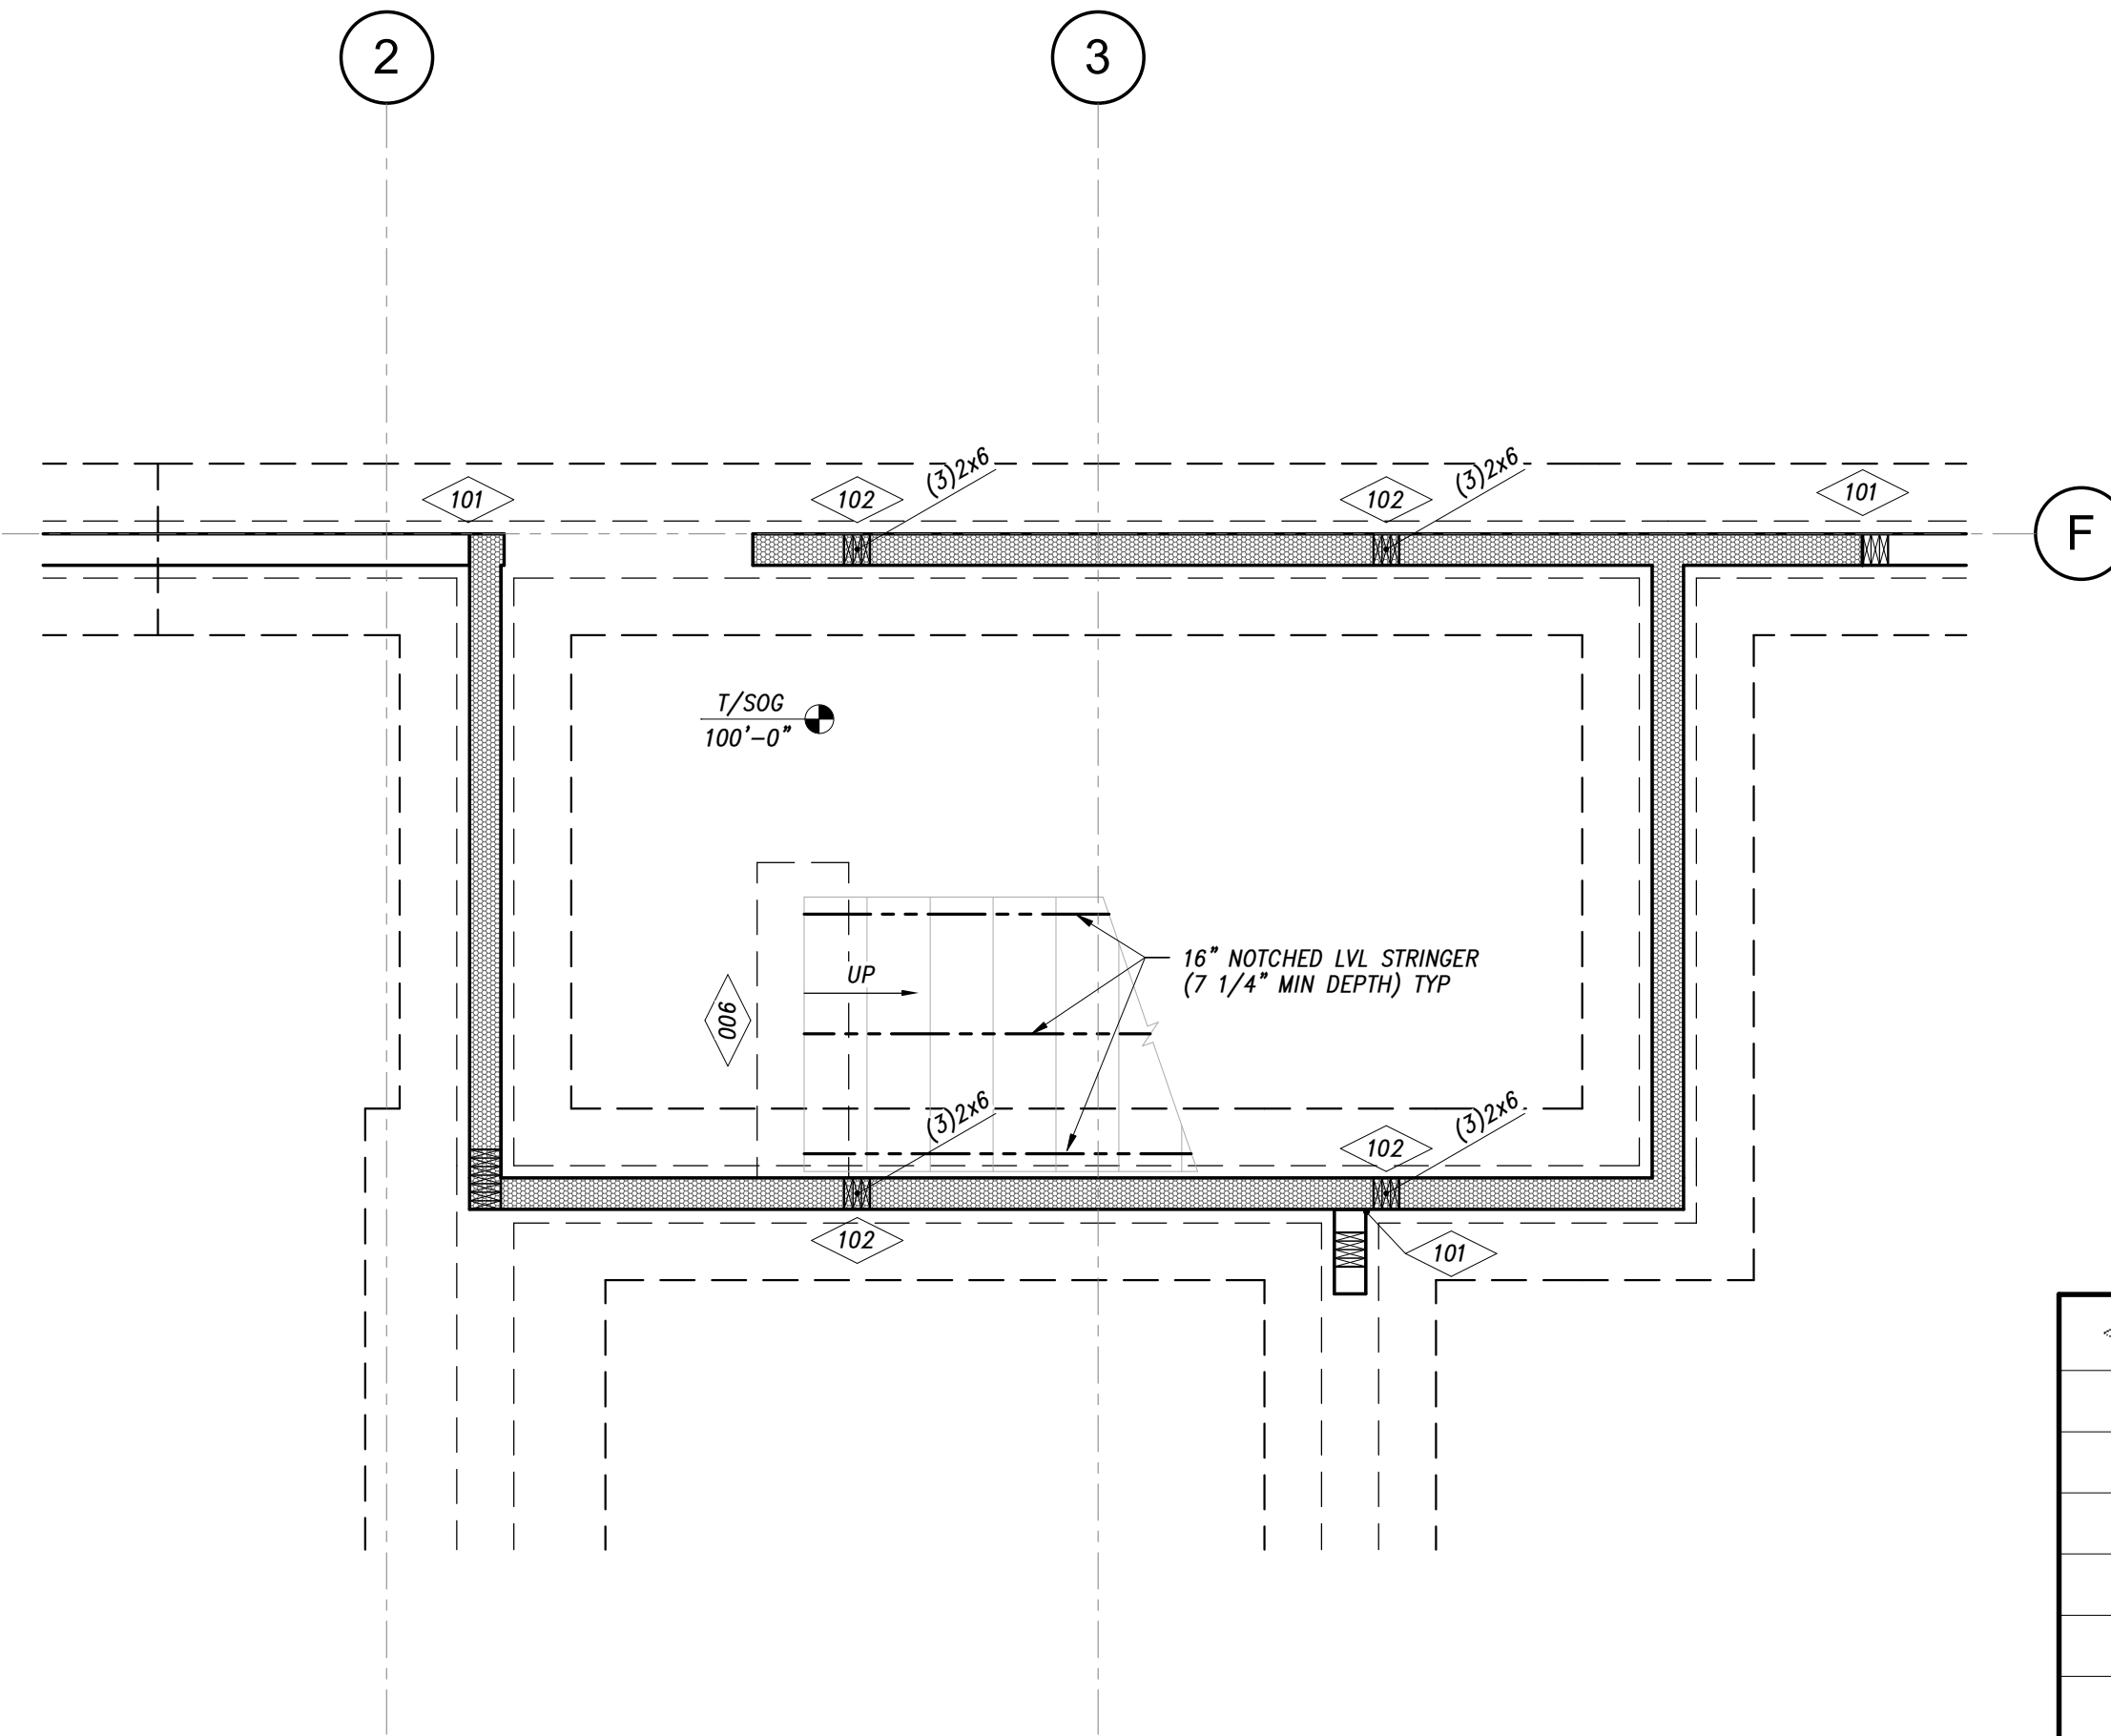 2
3
(3)2x6
(3)2x6
101
102
102
101
F
T/SOG
100'-0"
16" NOTCHED LVL STRINGER
(7 1/4" MIN DEPTH) TYP
UP
006
(3)2x6
(3)2x6
102
102
101